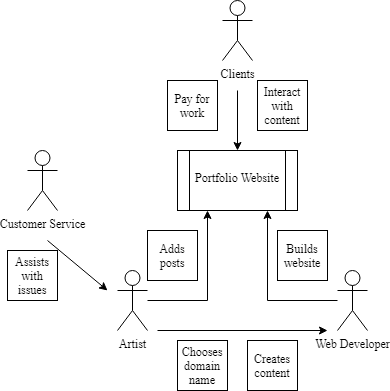 Clients
Pay for
work
Interact
with
content
Portfolio Website
Customer Service
Assists
with
issues
Adds
posts
Builds
website
Artist
Web Developer
Chooses
domain
name
Creates
content